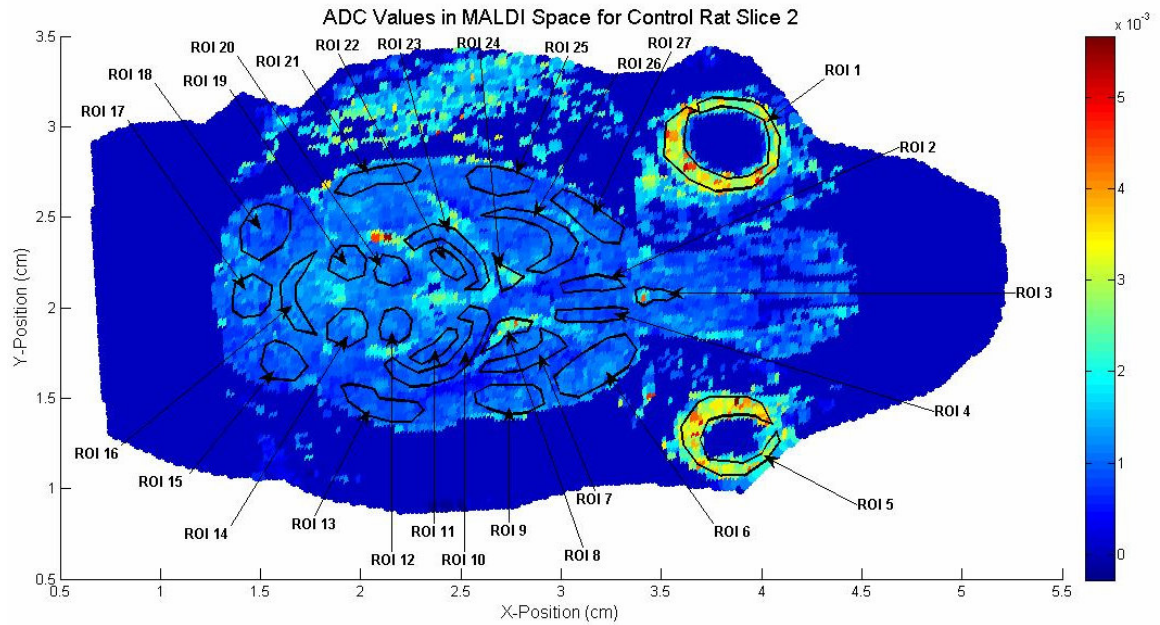 ADC Values in MALDI Space for Control Rat Slice 2
x 10⁻³
3.5
3
2.5
2
1.5
1
0.5
Y-Position (cm)
0.5
1
1.5
2
2.5
3
3.5
4
4.5
5
5.5
X-Position (cm)
5
4
3
2
1
0
ROI 1
ROI 2
ROI 3
ROI 4
ROI 5
ROI 6
ROI 7
ROI 8
ROI 9
ROI 10
ROI 11
ROI 12
ROI 13
ROI 14
ROI 15
ROI 16
ROI 17
ROI 18
ROI 19
ROI 20
ROI 21
ROI 22
ROI 23
ROI 24
ROI 25
ROI 26
ROI 27